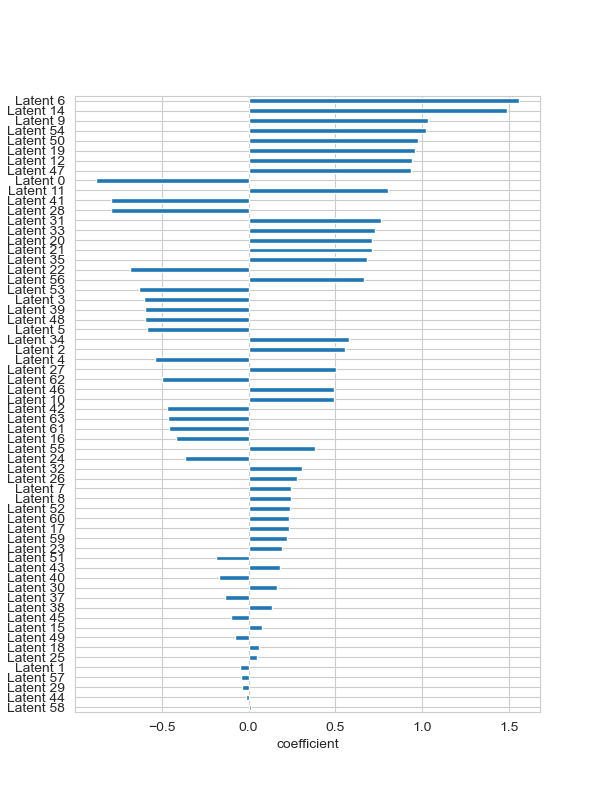 Latent 6
Latent 14
Latent 9
Latent 54
Latent 50
Latent 19
Latent 12
Latent 47
Latent 0
Latent 11
Latent 41
Latent 28
Latent 31
Latent 33
Latent 20
Latent 21
Latent 35
Latent 22
Latent 56
Latent 53
Latent 3
Latent 39
Latent 48
Latent 5
Latent 34
Latent 2
Latent 4
Latent 27
Latent 62
Latent 46
Latent 10
Latent 42
Latent 63
Latent 61
Latent 16
Latent 55
Latent 24
Latent 32
Latent 26
Latent 7
Latent 8
Latent 52
Latent 60
Latent 17
Latent 59
Latent 23
Latent 51
Latent 43
Latent 40
Latent 30
Latent 37
Latent 38
Latent 45
Latent 15
Latent 49
Latent 18
Latent 25
Latent 1
Latent 57
Latent 29
Latent 44
Latent 58
−0.5 0.0 0.5 1.0 1.5
coefficient